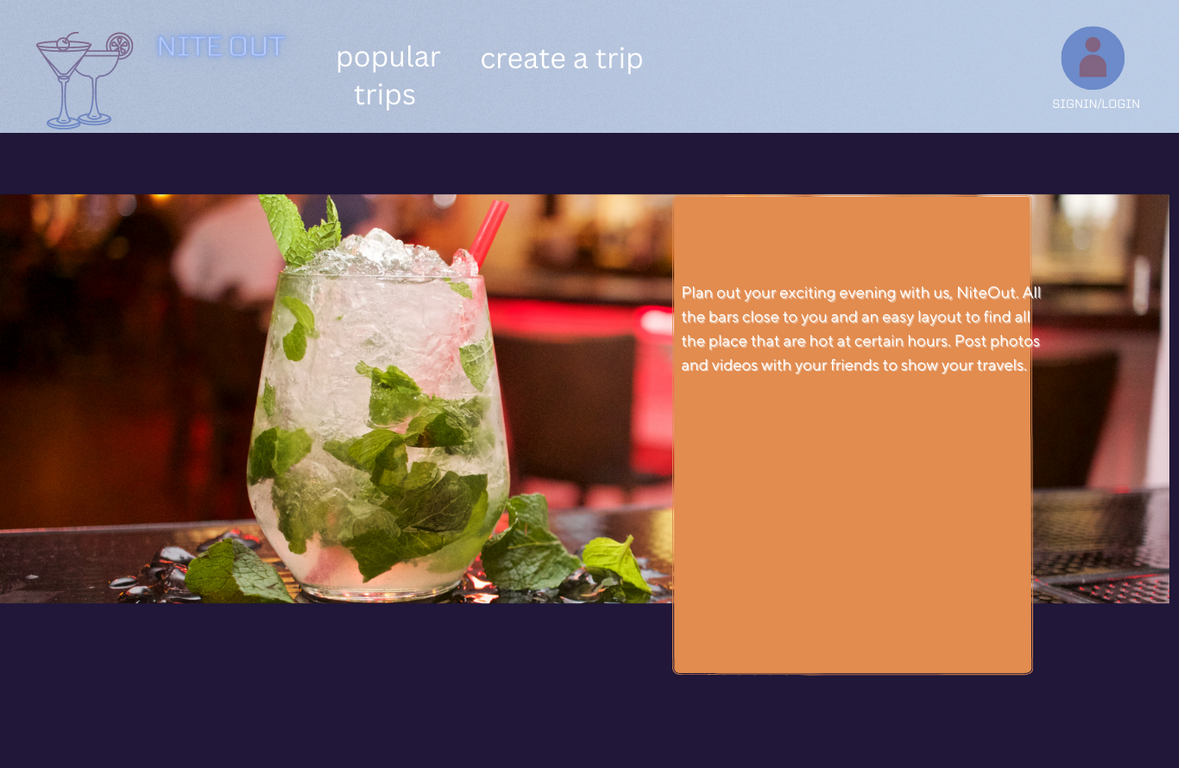 NITE OUT
popular
trips
create a trip
SIGNIN/LOGIN
Plan out your exciting evening with us, NiteOut. All
the bars close to you and an easy layout to find all
the place that are hot at certain hours. Post photos
and videos with your friends to show your travels.